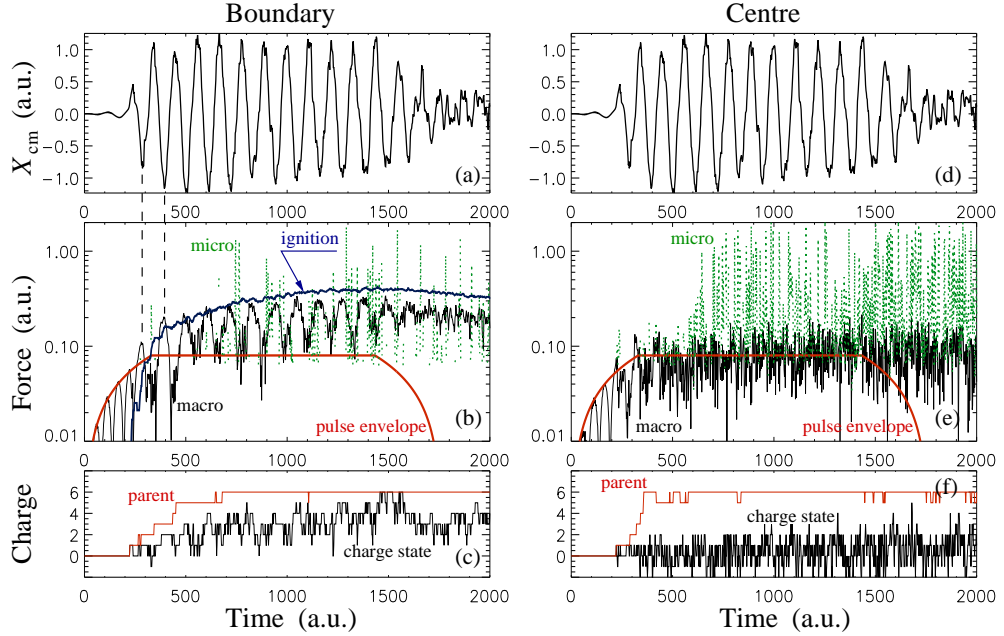 Boundary
Centre
X_cm (a.u.)
1.0
0.5
0.0
−0.5
−1.0
(a)
0 500 1000 1500 2000
1.0
0.5
0.0
−0.5
−1.0
(d)
0 500 1000 1500 2000
Force (a.u.)
1.00
0.10
0.01
micro
ignition
macro
pulse envelope
(b)
0 500 1000 1500 2000
1.00
0.10
0.01
micro
macro
pulse envelope
(e)
0 500 1000 1500 2000
Charge
6
4
2
0
parent
charge state
(c)
0 500 1000 1500 2000
Time (a.u.)
6
4
2
0
parent
(f)
charge state
0 500 1000 1500 2000
Time (a.u.)